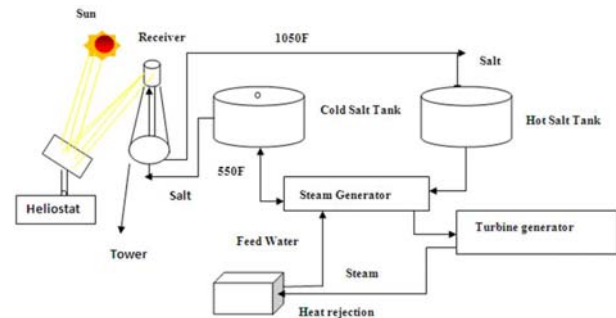 Sun
Receiver
1050F
Salt
Cold Salt Tank
Hot Salt Tank
550F
Salt
Steam Generator
Heliostat
Turbine generator
Feed Water
Tower
Steam
Heat rejection